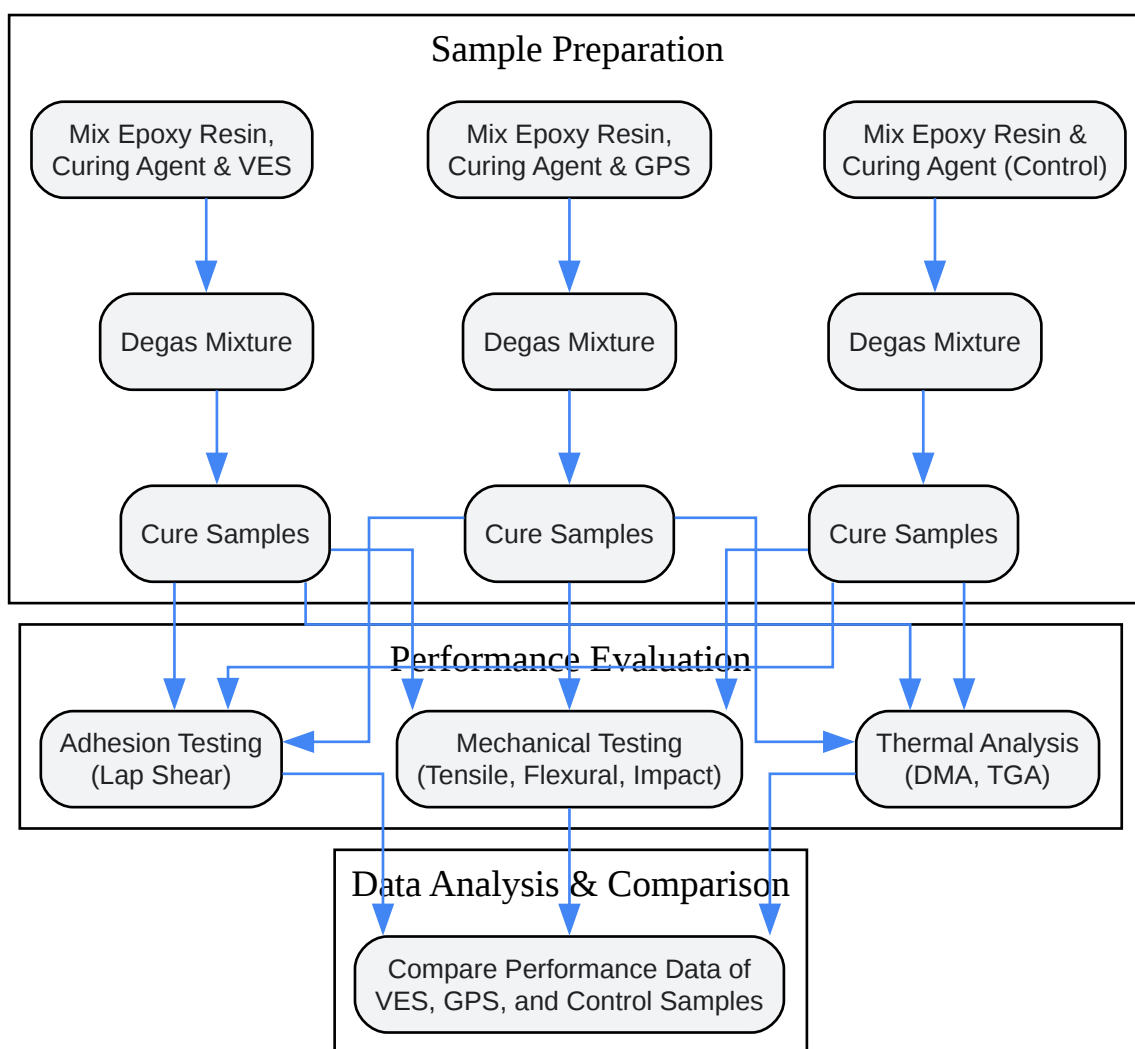 Sample Preparation
Mix Epoxy Resin,
Curing Agent & VES
Mix Epoxy Resin,
Curing Agent & GPS
Mix Epoxy Resin &
Curing Agent (Control)
Degas Mixture
Degas Mixture
Degas Mixture
Cure Samples
Cure Samples
Cure Samples
Performance Evaluation
Adhesion Testing
(Lap Shear)
Mechanical Testing
(Tensile, Flexural, Impact)
Thermal Analysis
(DMA, TGA)
Data Analysis & Comparison
Compare Performance Data of
VES, GPS, and Control Samples